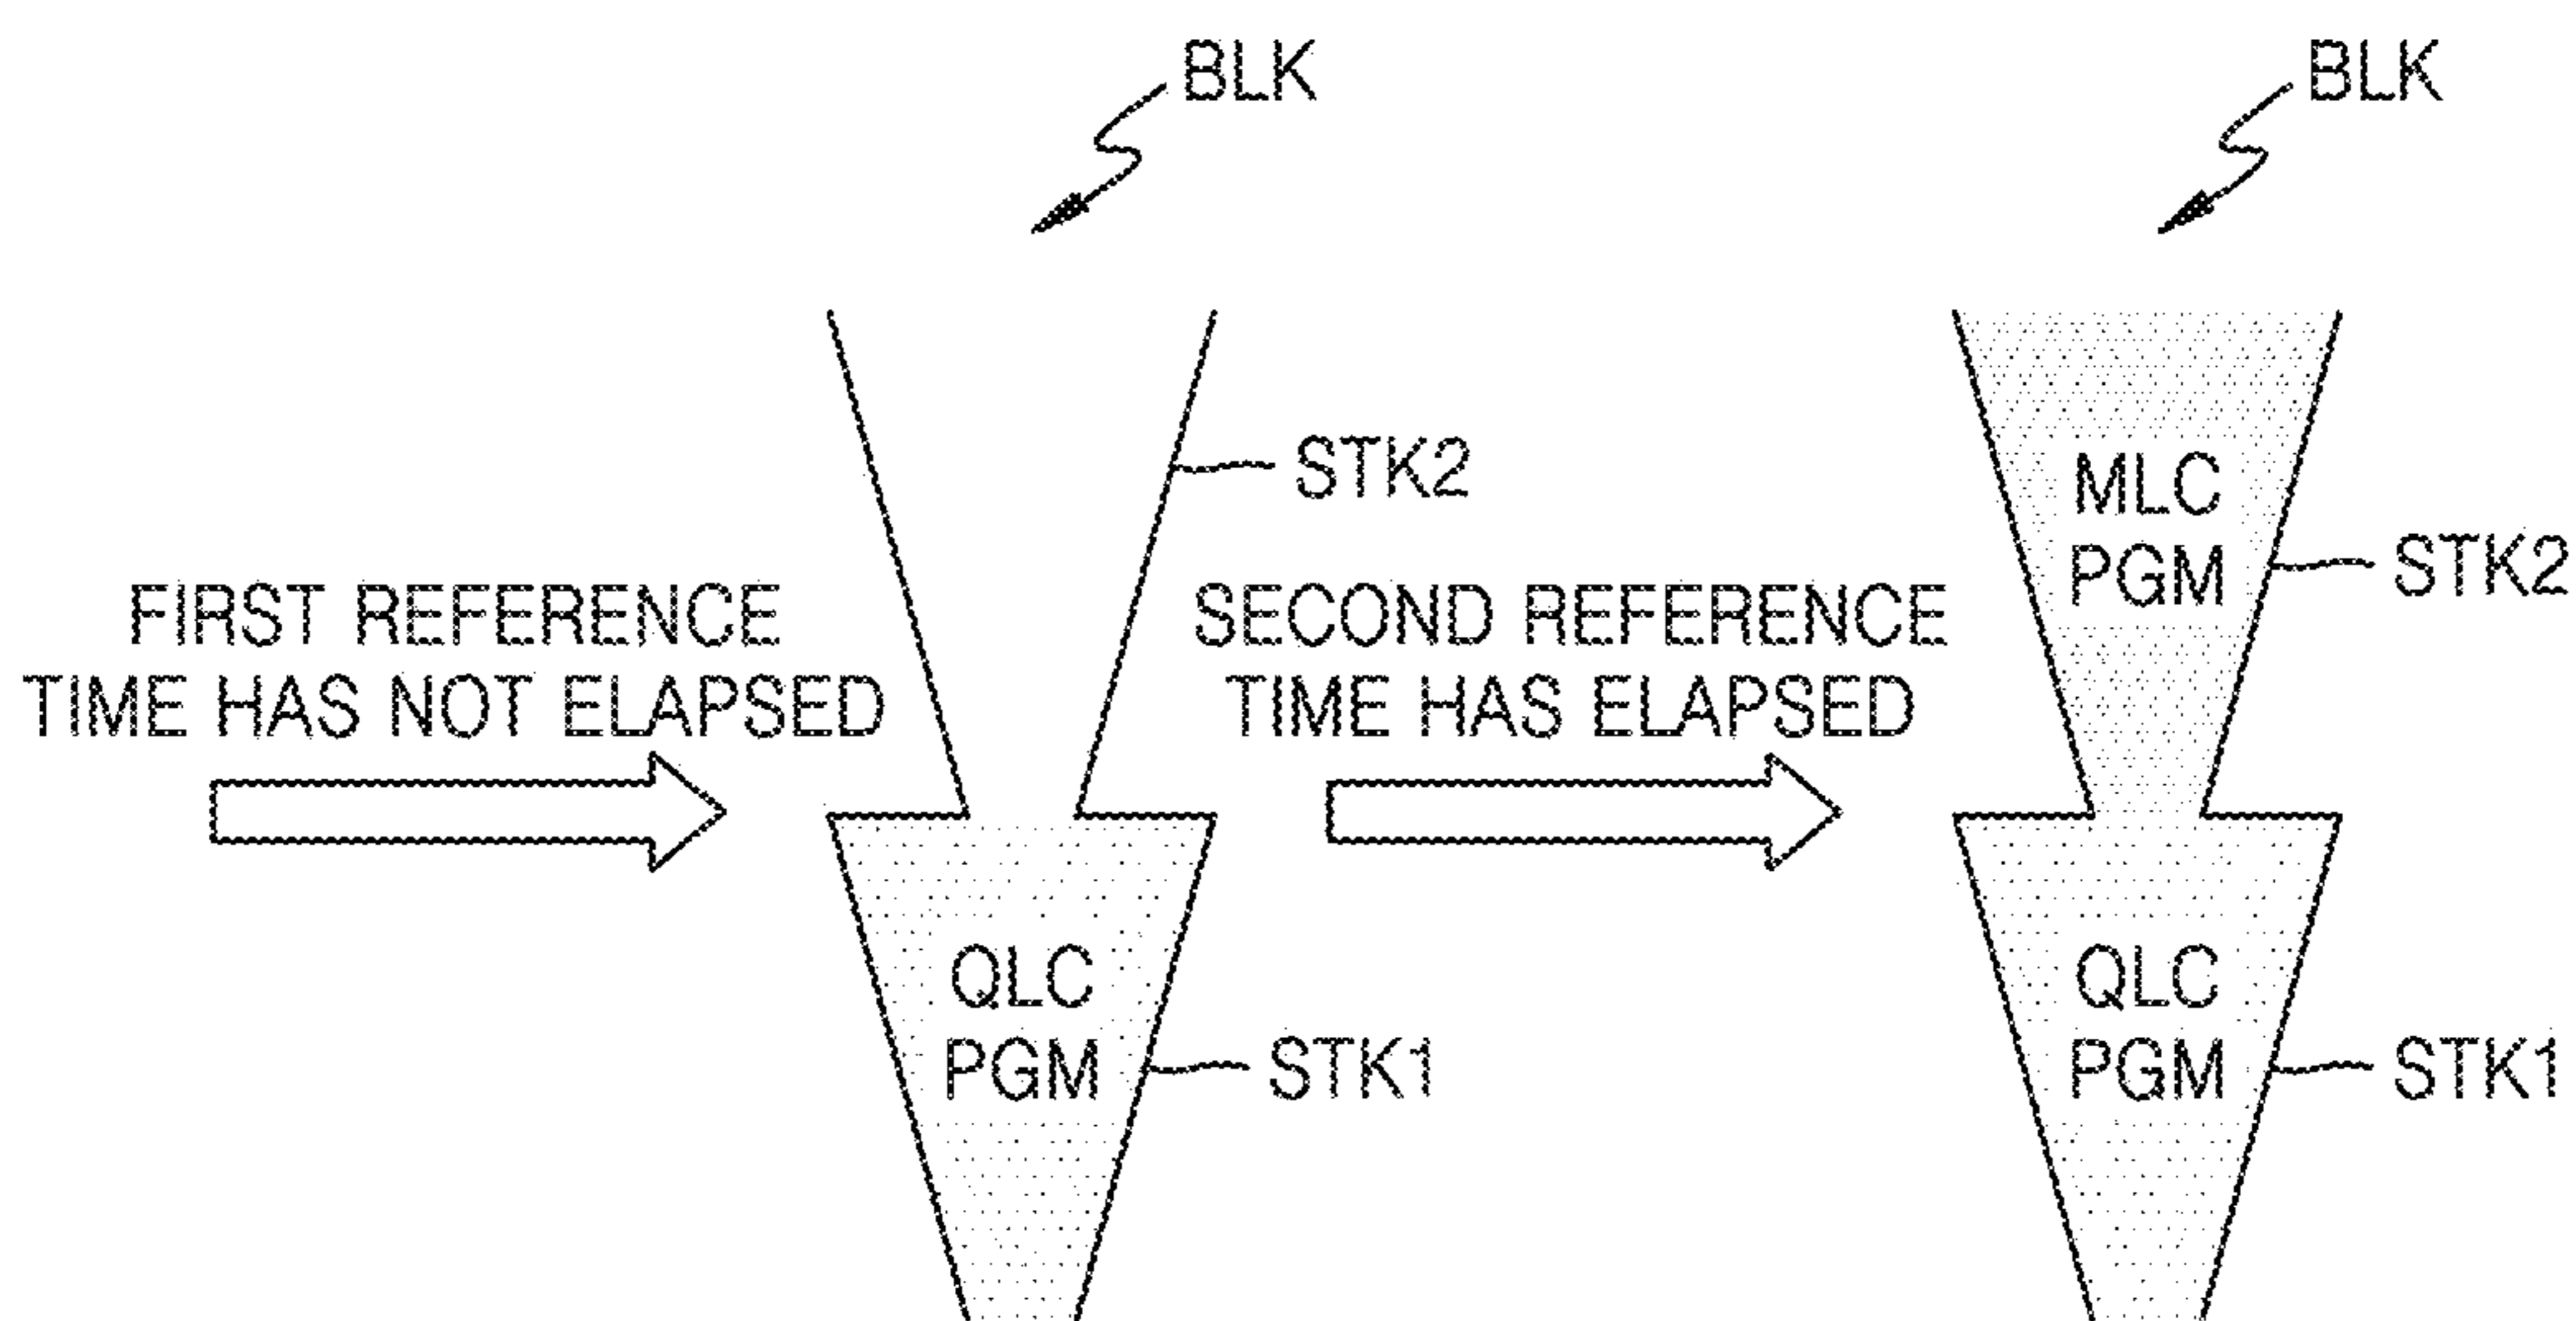 BLK
BLK
STK2
MLC
PGM
STK2
FIRST REFERENCE
TIME HAS NOT ELAPSED
SECOND REFERENCE
TIME HAS ELAPSED
QLC
PGM
STK1
QLC
PGM
STK1